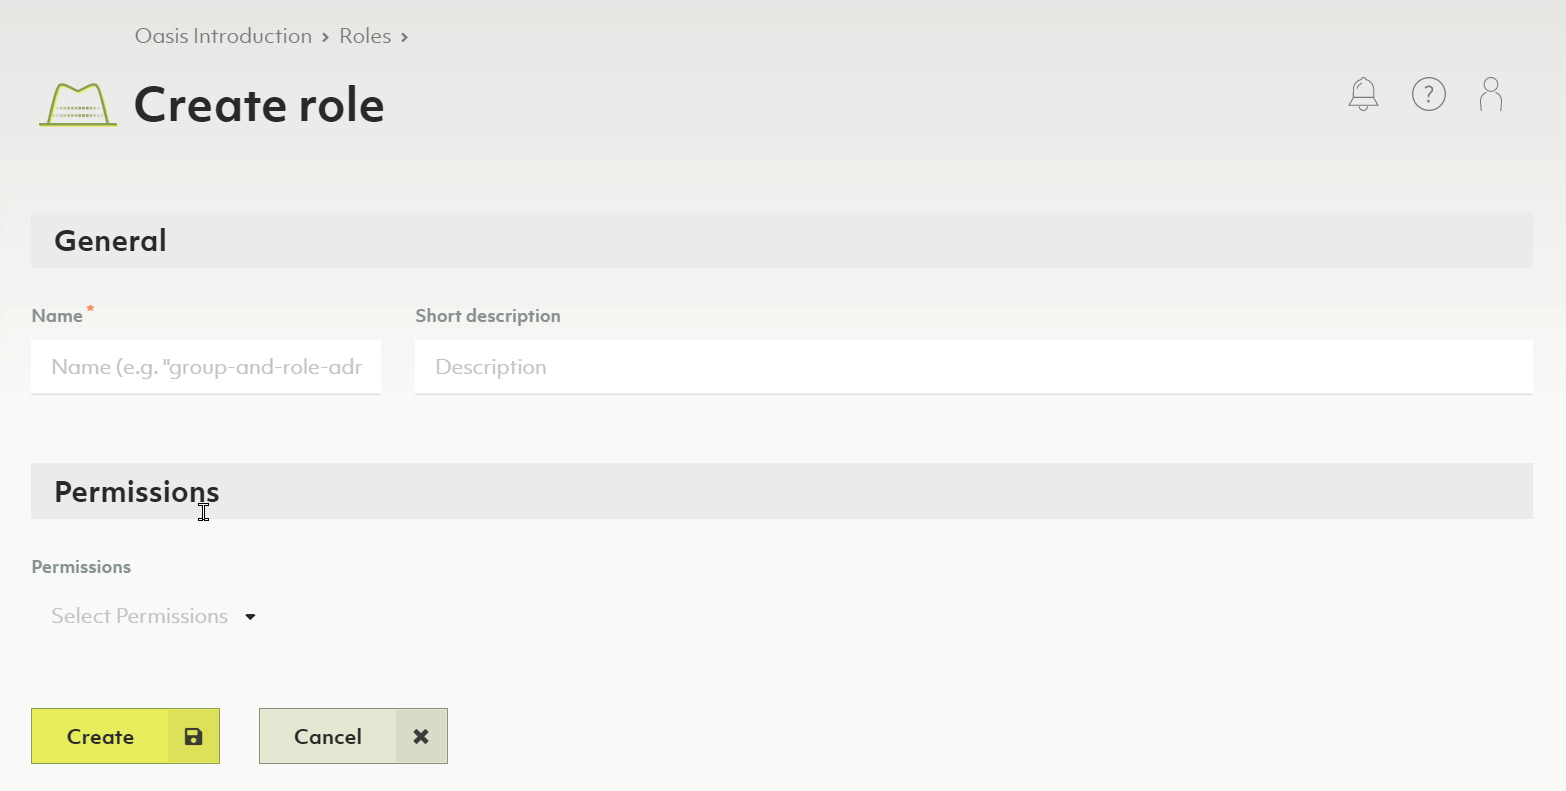 Oasis Introduction > Roles >
Create role
?
General
Name *
Short description
Name (e.g. "group-and-role-adr
Description
Permissions
Permissions
Select Permissions
Create
Cancel